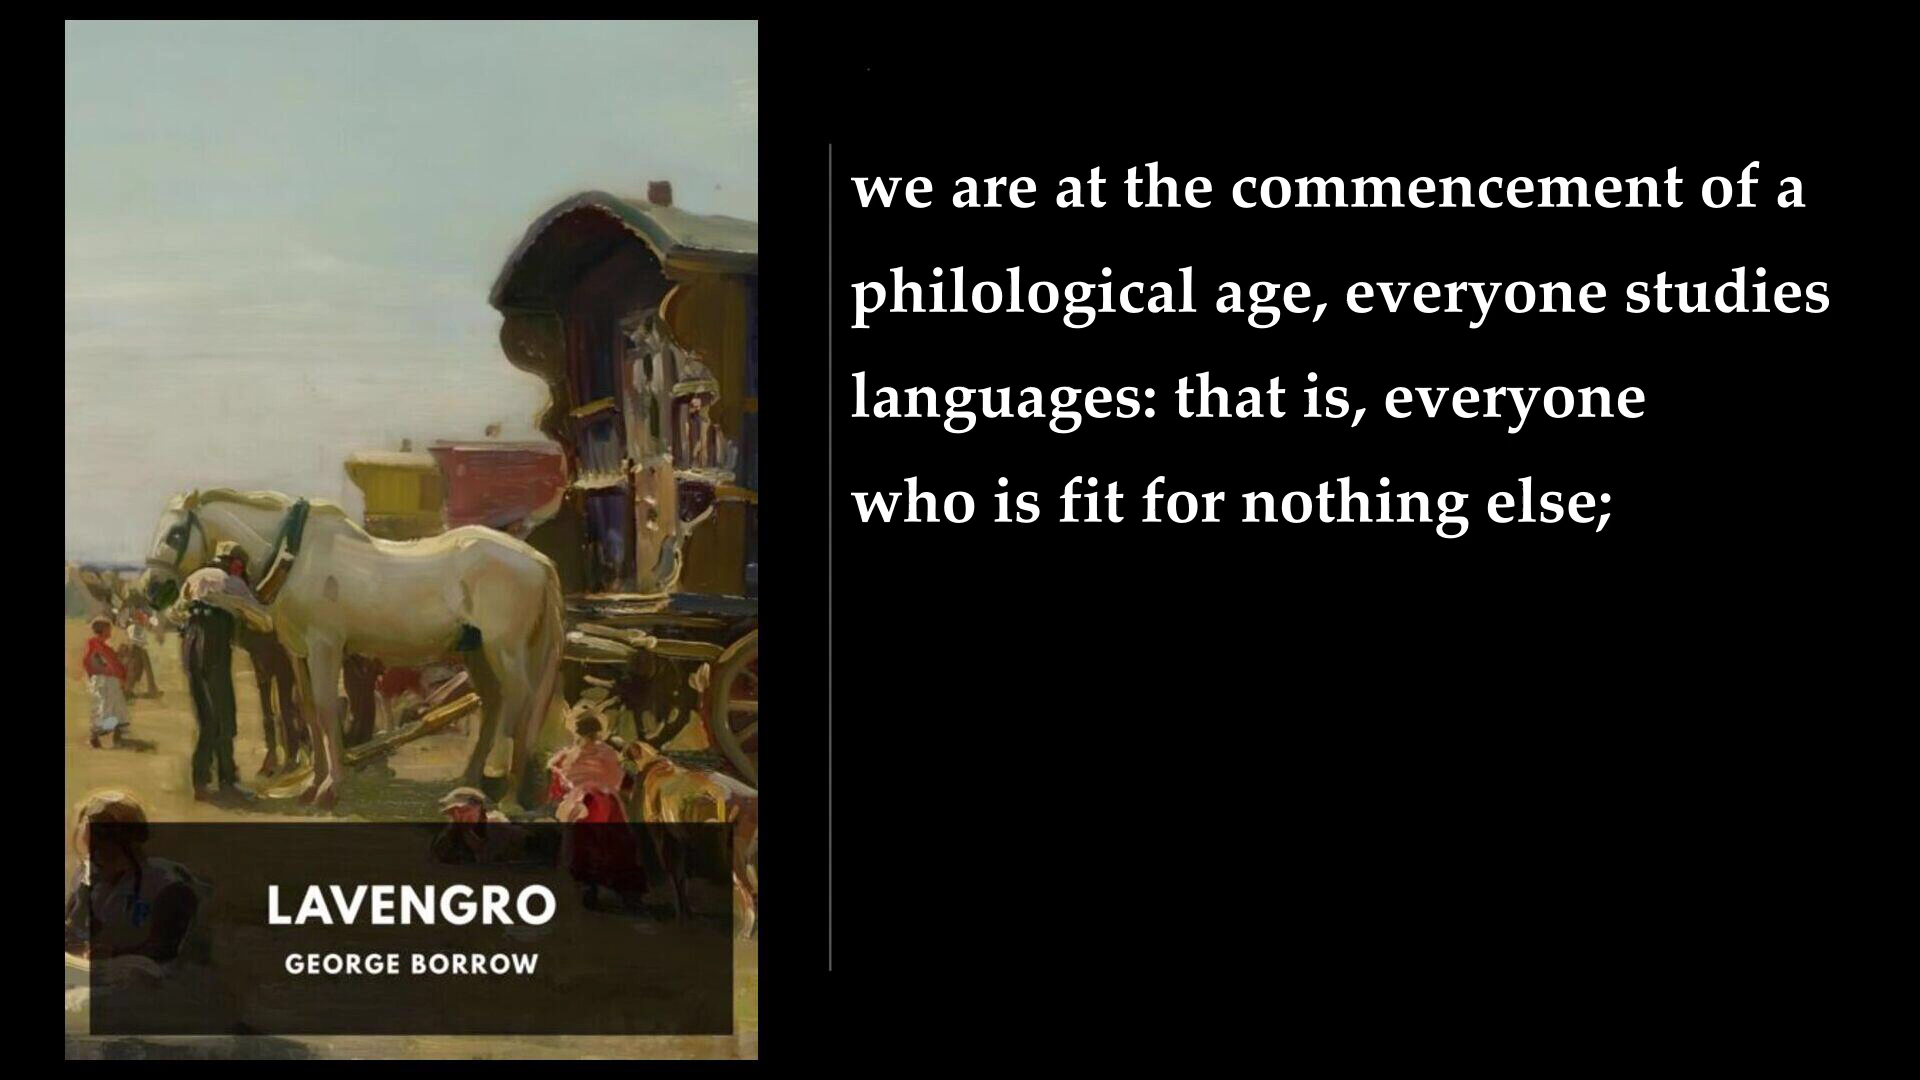 we are at the commencement of a
philological age, everyone studies
languages: that is, everyone
who is fit for nothing else;
LAVENGRO
GEORGE BORROW